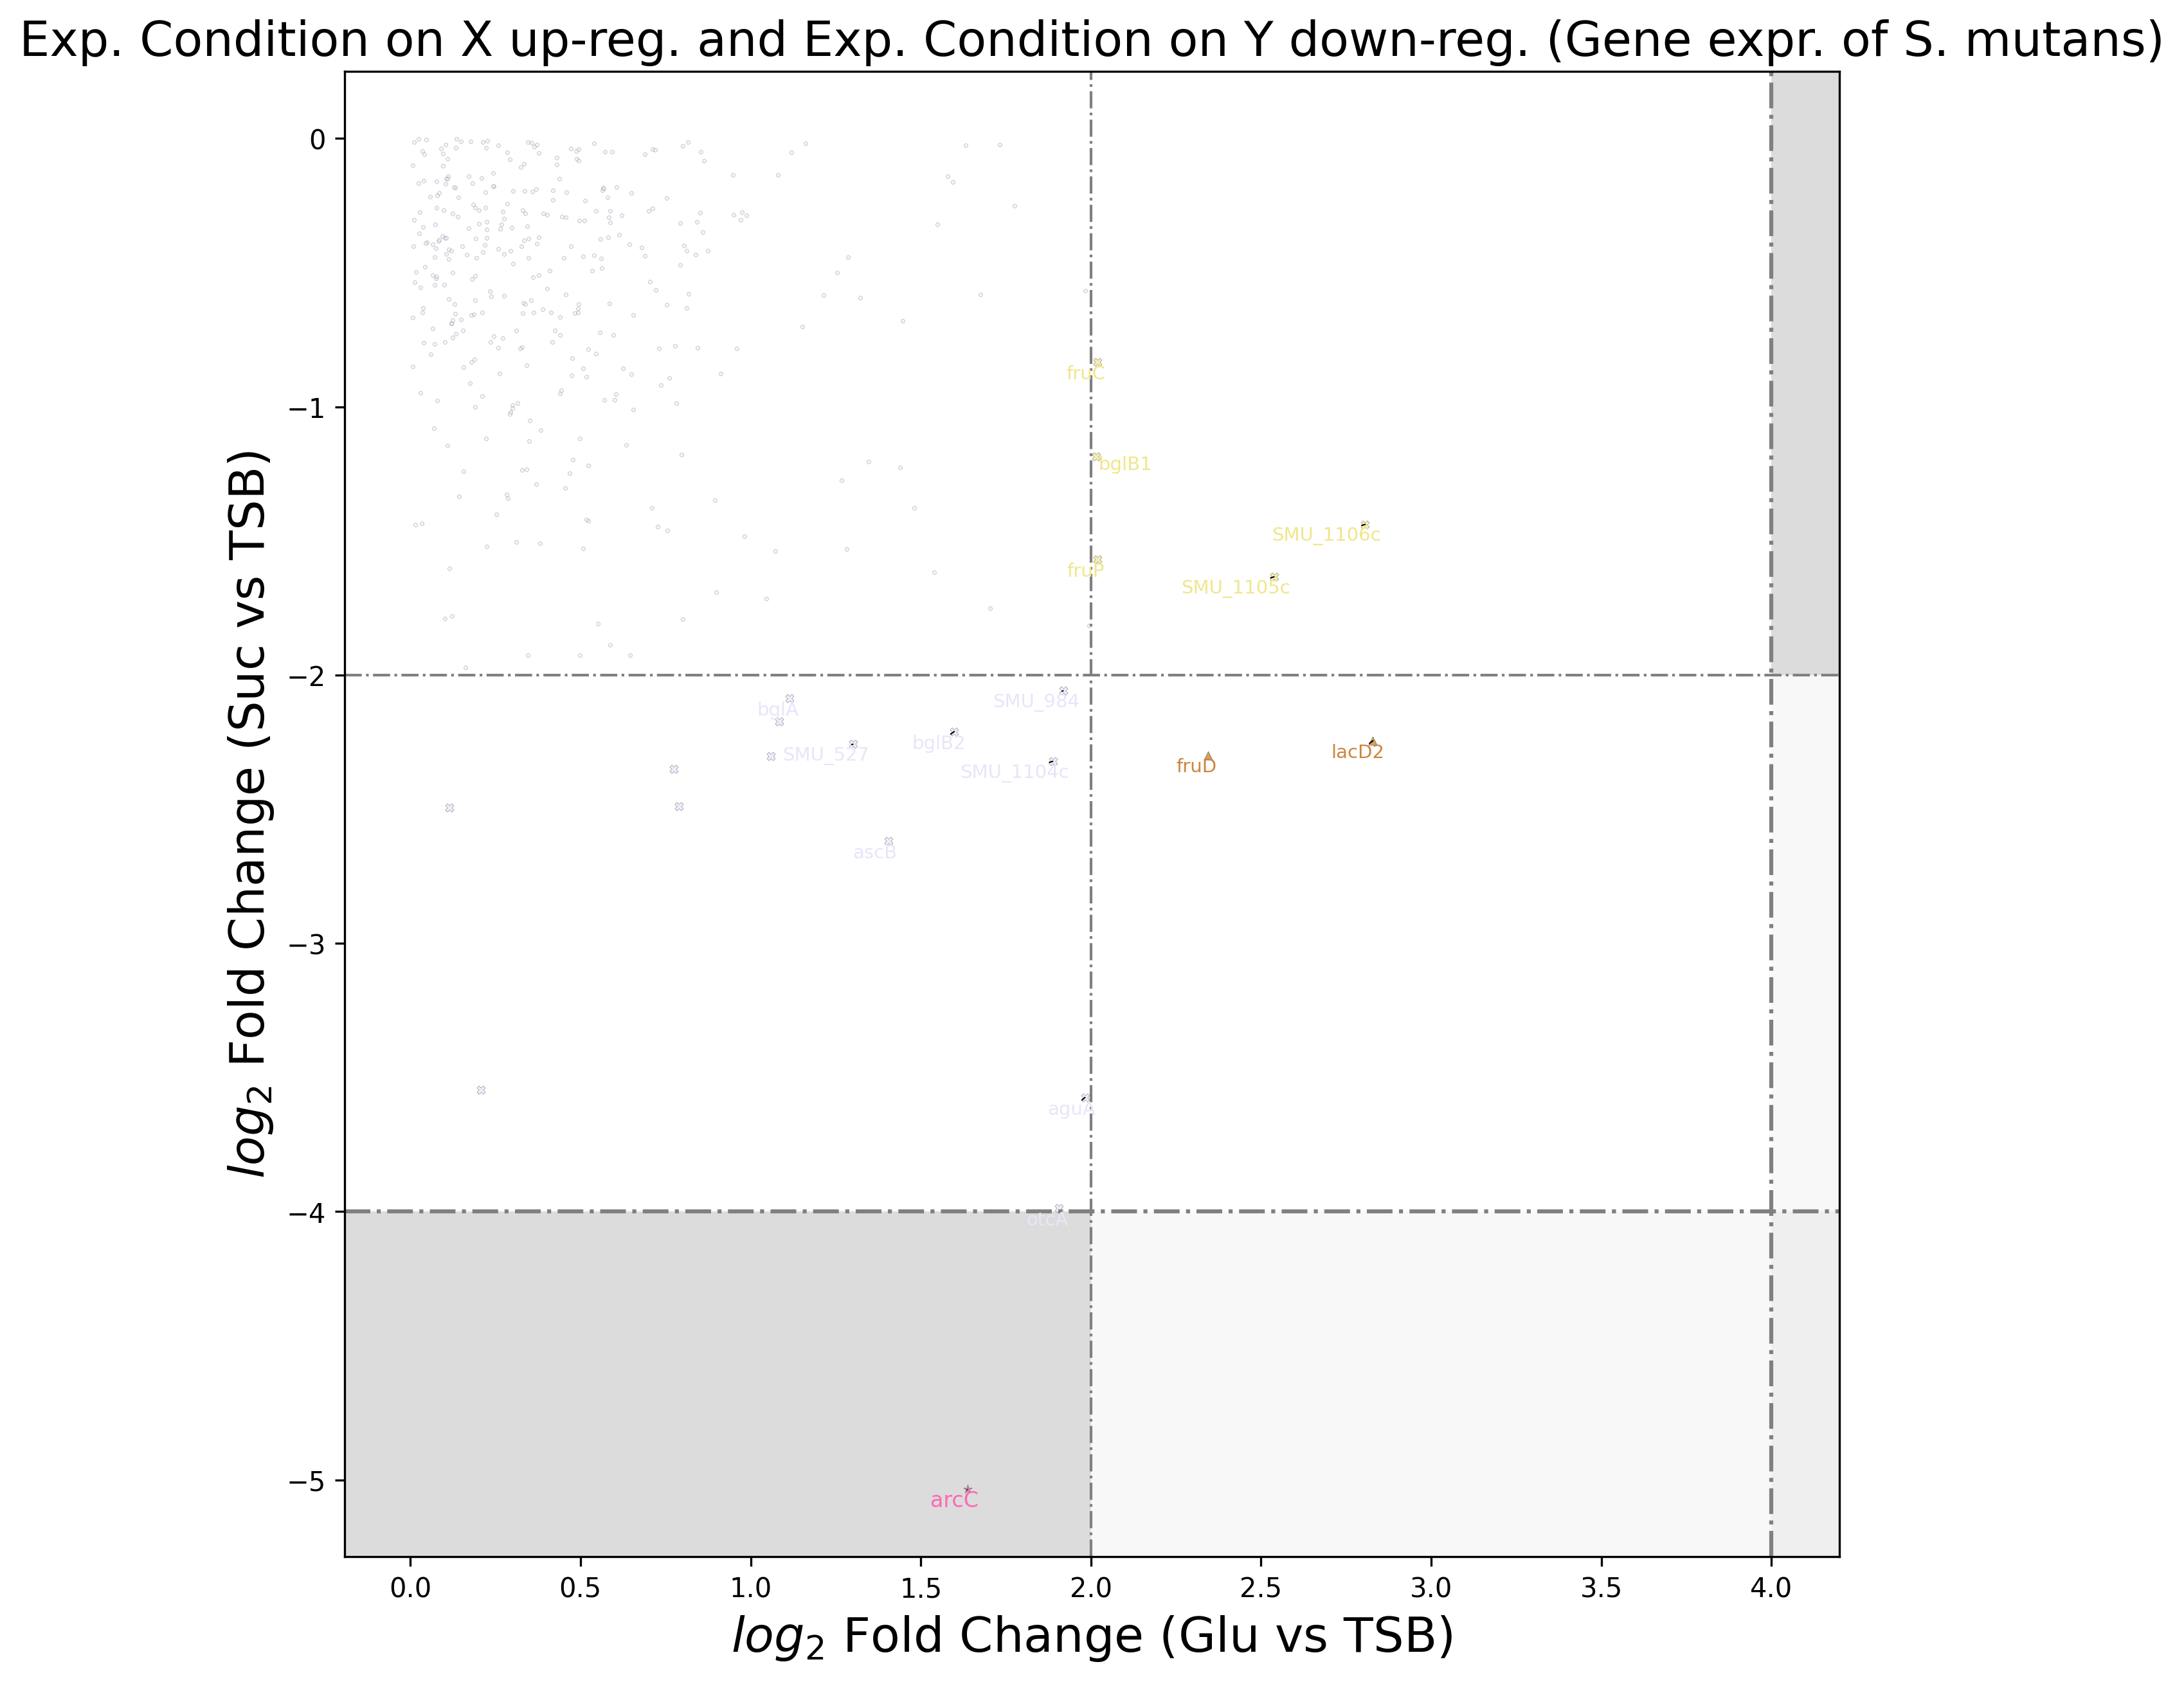 Exp. Condition on X up-reg. and Exp. Condition on Y down-reg. (Gene expr. of S. mutans)
0
fruC
−1
bglB1
SMU_1106c
fruP
SMU_1105c
−2
SMU_984
bglA
bglB2
SMU_527
lacD2
fruD
SMU_1104c
ascB
−3
aguA
−4
otcA
−5
arcC
log2 Fold Change (Suc vs TSB)
0.0 0.5 1.0 1.5 2.0 2.5 3.0 3.5 4.0
log2 Fold Change (Glu vs TSB)